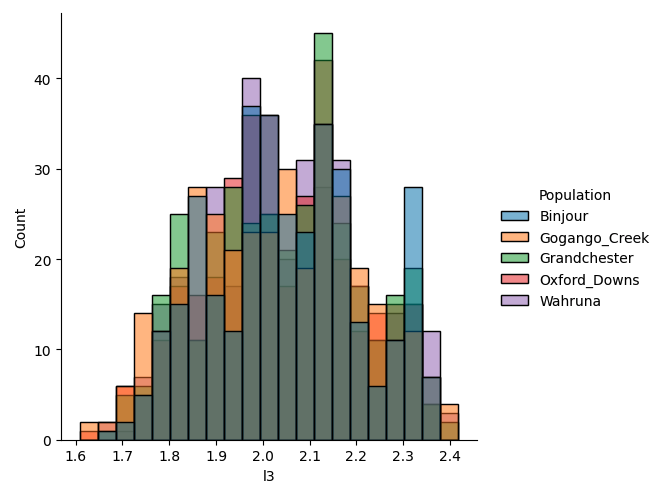 Count
40
30
20
10
0
1.6 1.7 1.8 1.9 2.0 2.1 2.2 2.3 2.4
l3
Population
Binjour
Gogango_Creek
Grandchester
Oxford_Downs
Wahruna